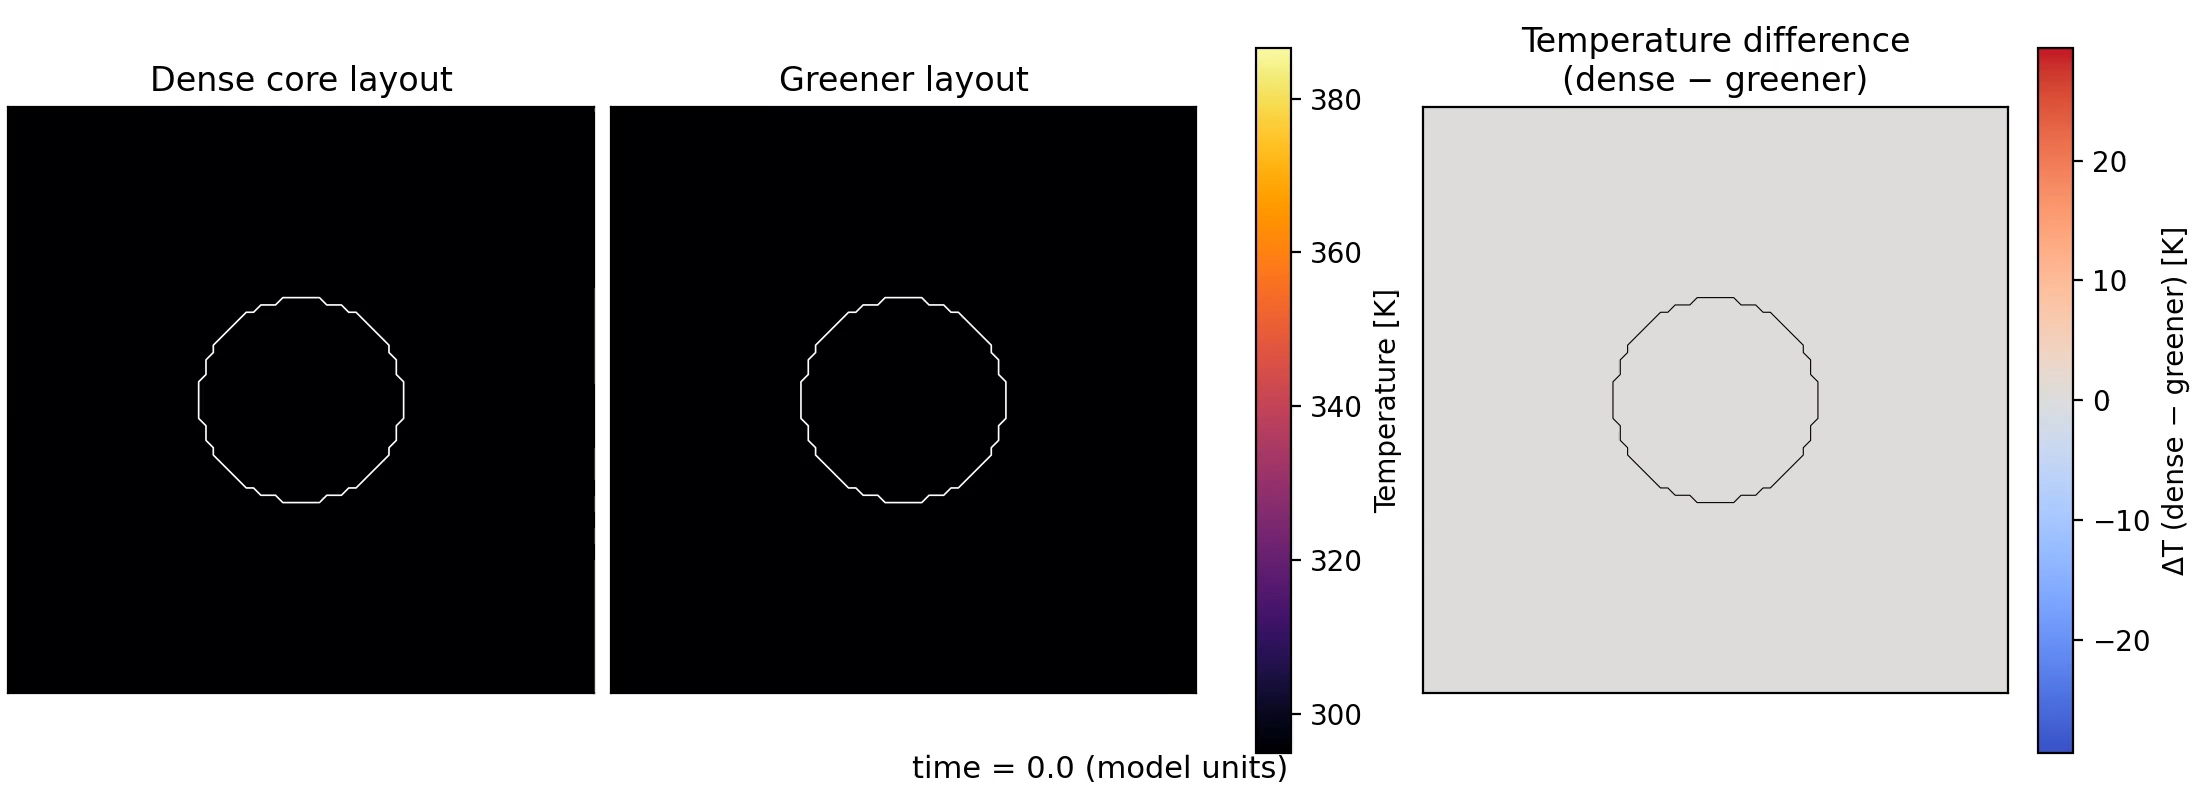 Dense core layout
Greener layout
380
360
340
320
300
Temperature [K]
Temperature difference
(dense − greener)
20
10
0
−10
−20
ΔT (dense − greener) [K]
time = 0.0 (model units)